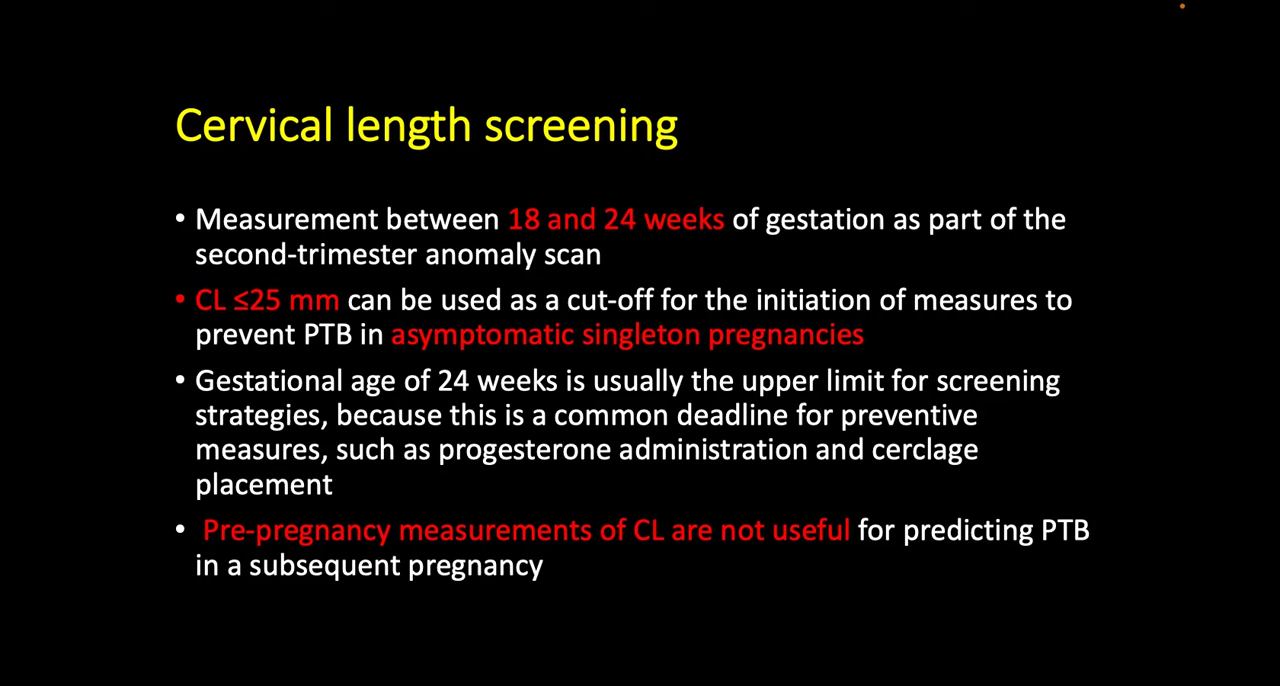 Cervical length screening
• Measurement between 18 and 24 weeks of gestation as part of the
second-trimester anomaly scan
• CL ≤25 mm can be used as a cut-off for the initiation of measures to
prevent PTB in asymptomatic singleton pregnancies
• Gestational age of 24 weeks is usually the upper limit for screening
strategies, because this is a common deadline for preventive
measures, such as progesterone administration and cerclage
placement
• Pre-pregnancy measurements of CL are not useful for predicting PTB
in a subsequent pregnancy